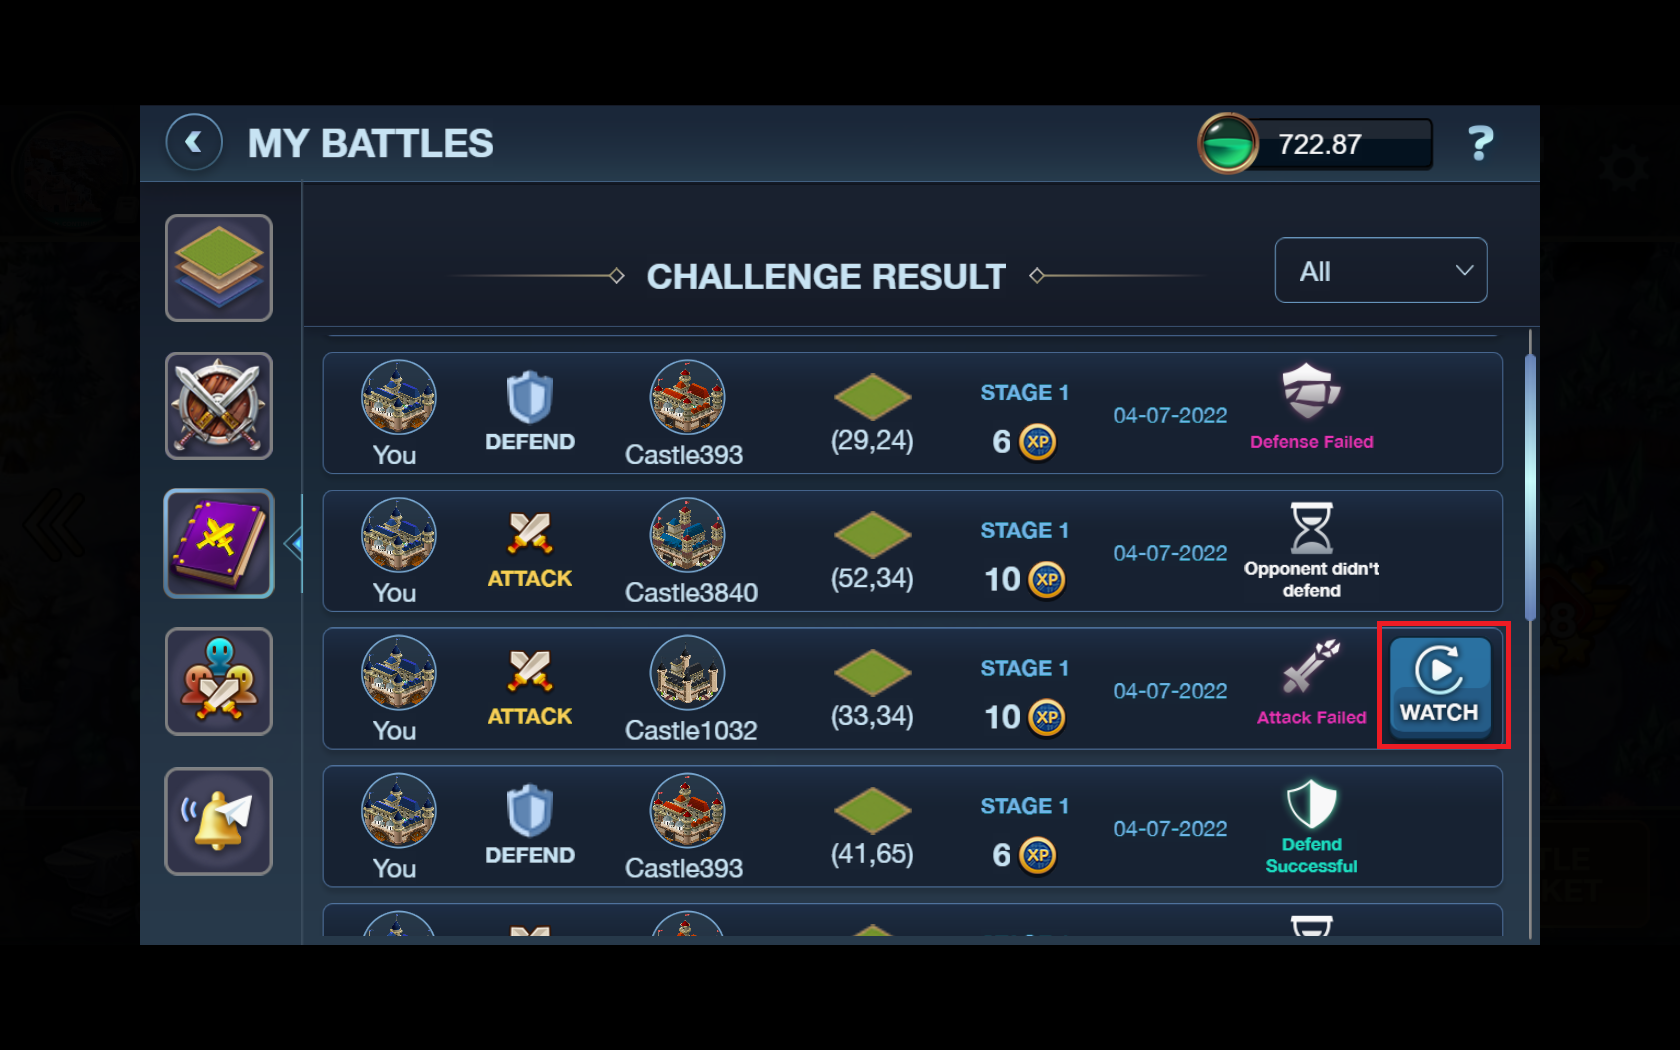 MY BATTLES
722.87
?
CHALLENGE RESULT
All
You
DEFEND
Castle393
(29,24)
STAGE 1
6 XP
04-07-2022
Defense Failed
You
ATTACK
Castle3840
(52,34)
STAGE 1
10 XP
04-07-2022
Opponent didn't
defend
You
ATTACK
Castle1032
(33,34)
STAGE 1
10 XP
04-07-2022
Attack Failed
WATCH
You
DEFEND
Castle393
(41,65)
STAGE 1
6 XP
04-07-2022
Defend
Successful